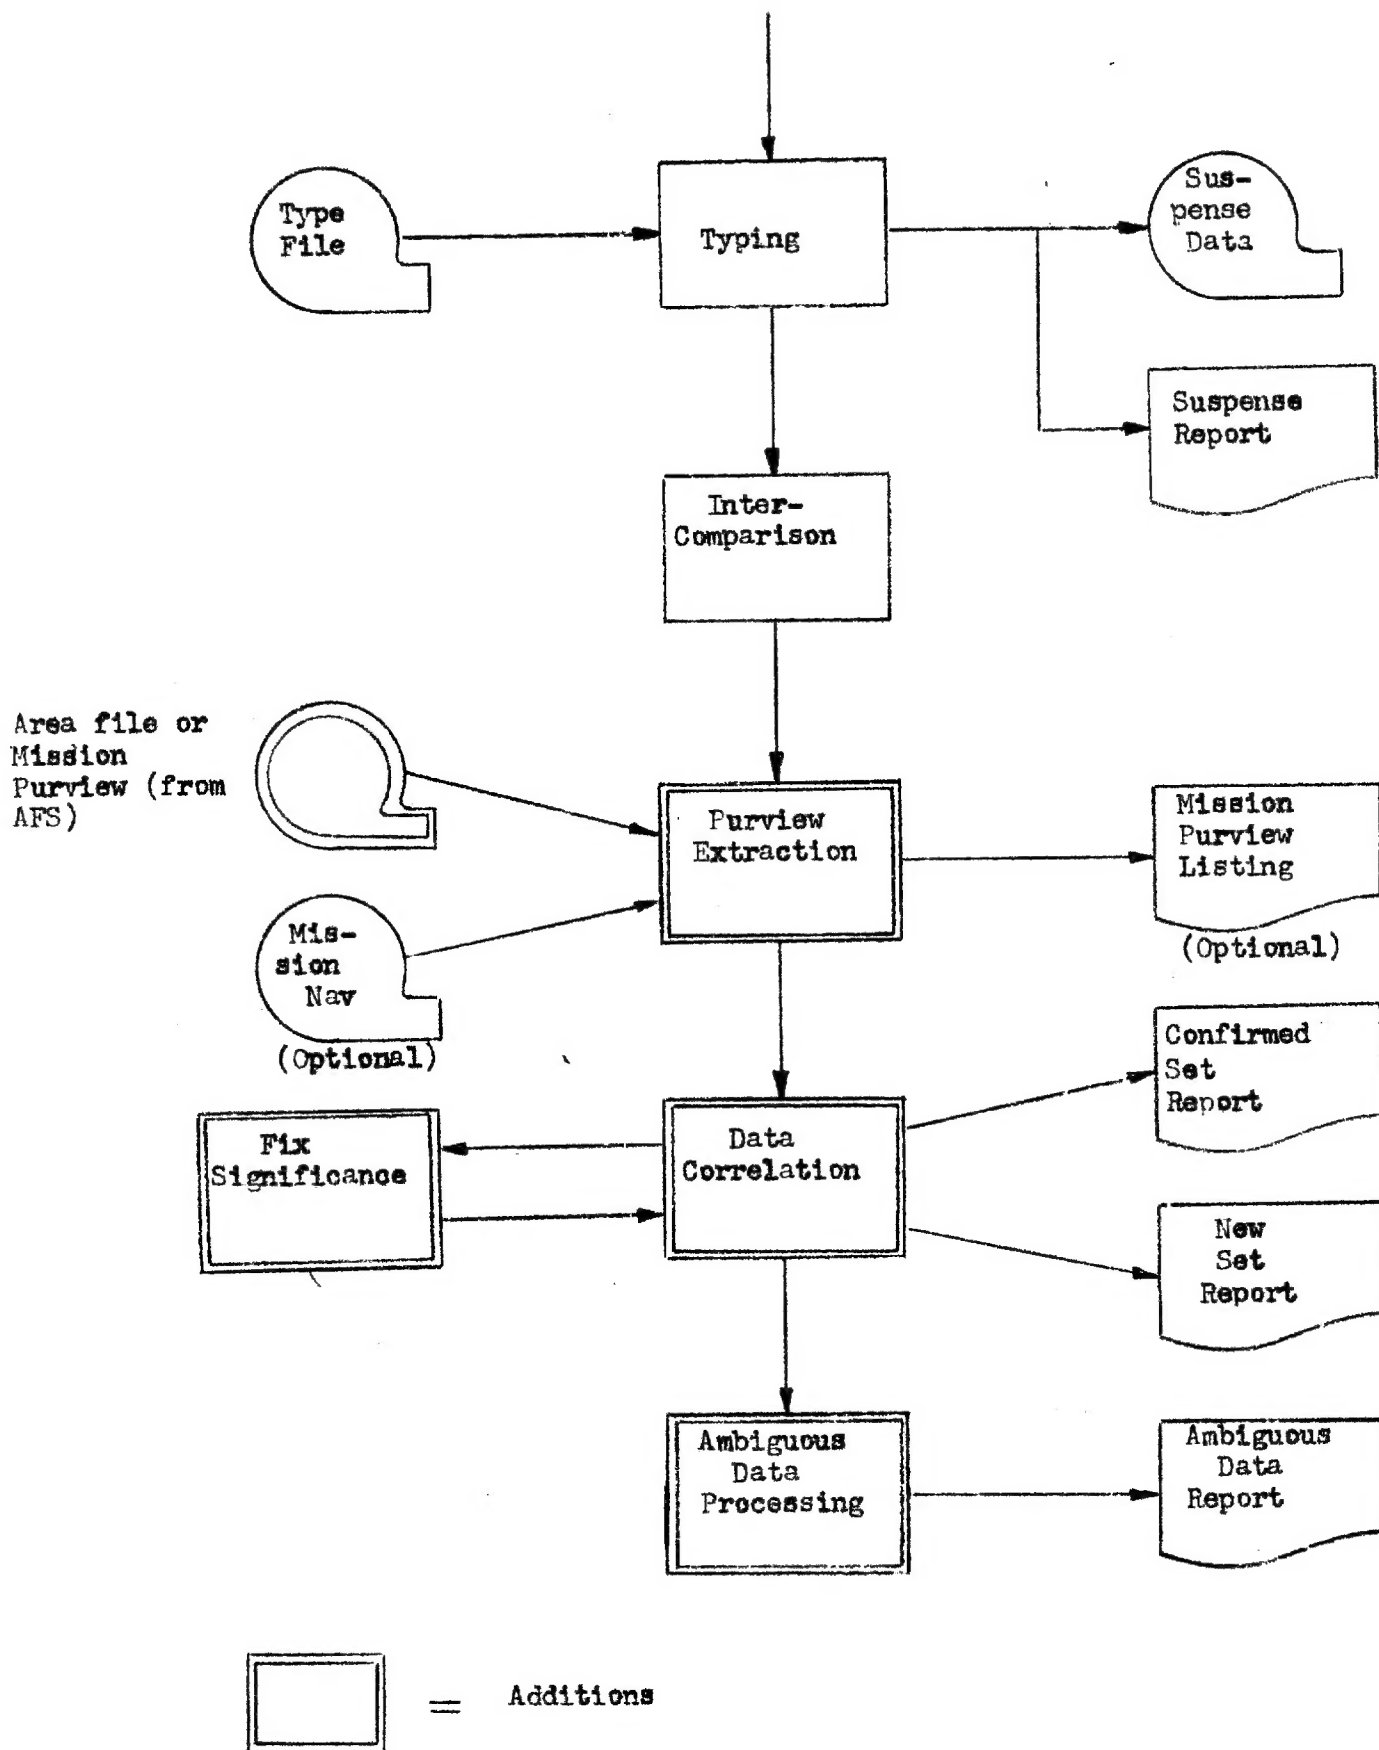 Type
File
Typing
Sus-
pense
Data
Suspense
Report
Inter-
Comparison
Area file or
Mission
Purview (from
AFS)
Purview
Extraction
Mission
Purview
Listing
(Optional)
Mis-
sion
Nav
(Optional)
Confirmed
Set
Report
Fix
Significance
Data
Correlation
New
Set
Report
Ambiguous
Data
Processing
Ambiguous
Data
Report
= Additions